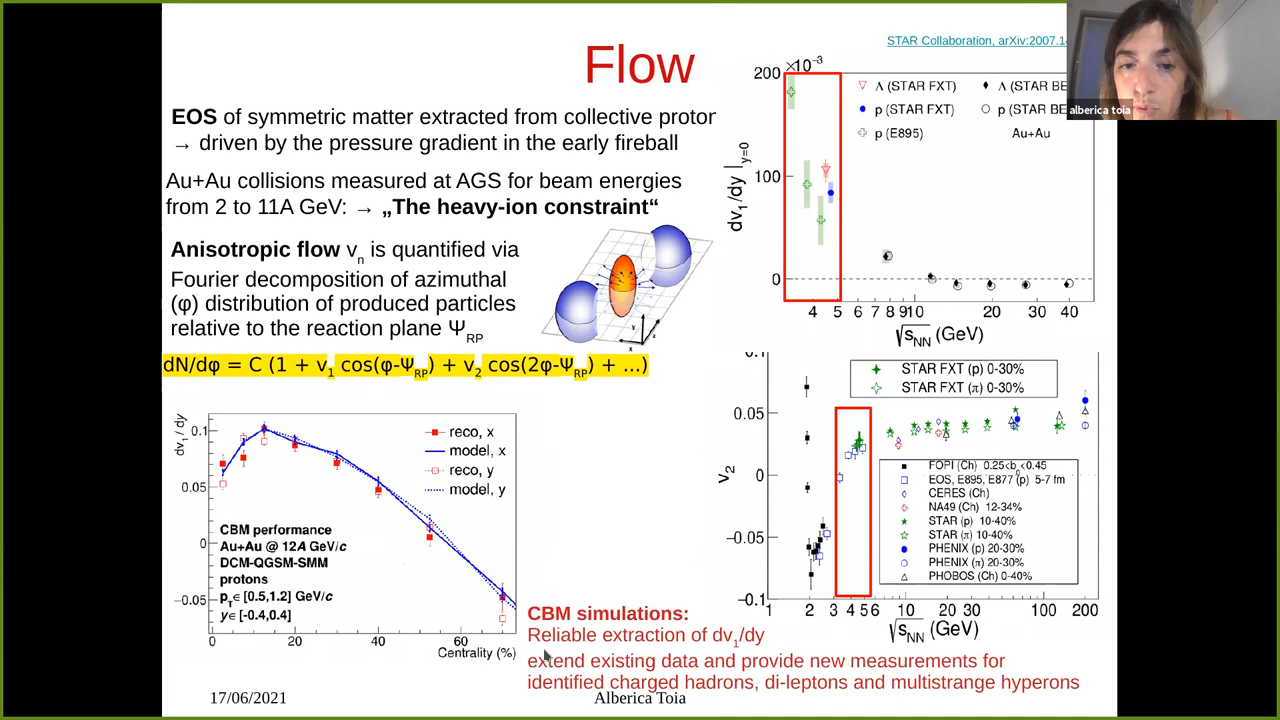 Flow
STAR Collaboration, arXiv:2007.1
EOS of symmetric matter extracted from collective proton
→ driven by the pressure gradient in the early fireball
Au+Au collisions measured at AGS for beam energies
from 2 to 11A GeV: → „The heavy-ion constraint“
Anisotropic flow vn is quantified via
Fourier decomposition of azimuthal
(φ) distribution of produced particles
relative to the reaction plane ΨRP
dN/dφ = C (1 + v1 cos(φ-ΨRP) + v2 cos(2φ-ΨRP) + ...)
z
y
x
dv1/dy
0.1
0.05
0
−0.05
reco, x
model, x
reco, y
model, y
CBM performance
Au+Au @ 12A GeV/c
DCM-QGSM-SMM
protons
pT∈[0.5,1.2] GeV/c
y∈[-0.4,0.4]
0 20 40 60
Centrality (%)
17/06/2021
Alberica Toia
CBM simulations:
Reliable extraction of dv1/dy
extend existing data and provide new measurements for
identified charged hadrons, di-leptons and multistrange hyperons
alberica toia
×10−3
200
100
0
dv1/dy|y=0
Λ (STAR FXT)
Λ (STAR BE
p (STAR FXT)
p (STAR BE
p (E895)
Au+Au
4 5 6 7 8 910 20 30 40
√sNN (GeV)
0.1
0.05
0
−0.05
−0.1
v2
STAR FXT (p) 0-30%
STAR FXT (π) 0-30%
FOPI (Ch) 0.25<b0<0.45
EOS, E895, E877 (p) 5-7 fm
CERES (Ch)
NA49 (Ch) 12-34%
STAR (p) 10-40%
STAR (π) 10-40%
PHENIX (p) 20-30%
PHENIX (π) 20-30%
PHOBOS (Ch) 0-40%
1 2 3 4 5 6 10 20 30 100 200
√sNN (GeV)